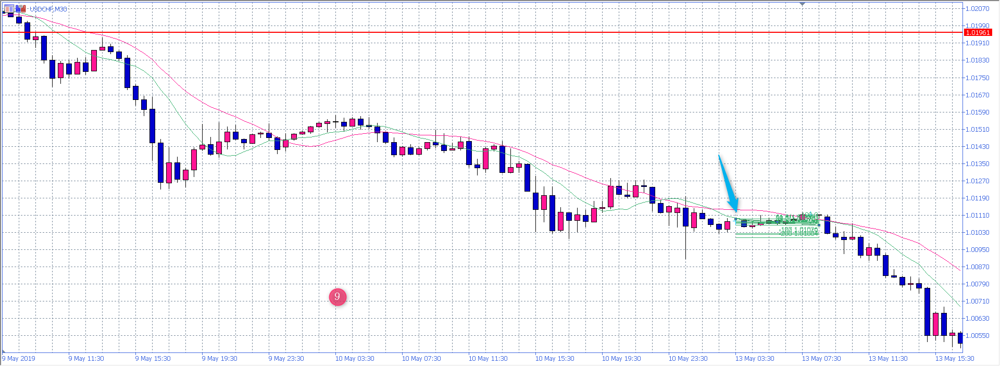 USDCHF,M30
1.02070
1.01990
1.01961
1.01910
1.01830
1.01750
1.01670
1.01590
1.01510
1.01430
1.01350
1.01270
1.01190
1.01110
1.01030
1.00950
1.00870
1.00790
1.00710
1.00630
1.00550
9
9 May 2019
9 May 11:30
9 May 15:30
9 May 19:30
9 May 23:30
10 May 03:30
10 May 07:30
10 May 11:30
10 May 15:30
10 May 19:30
10 May 23:30
13 May 03:30
13 May 07:30
13 May 11:30
13 May 15:30